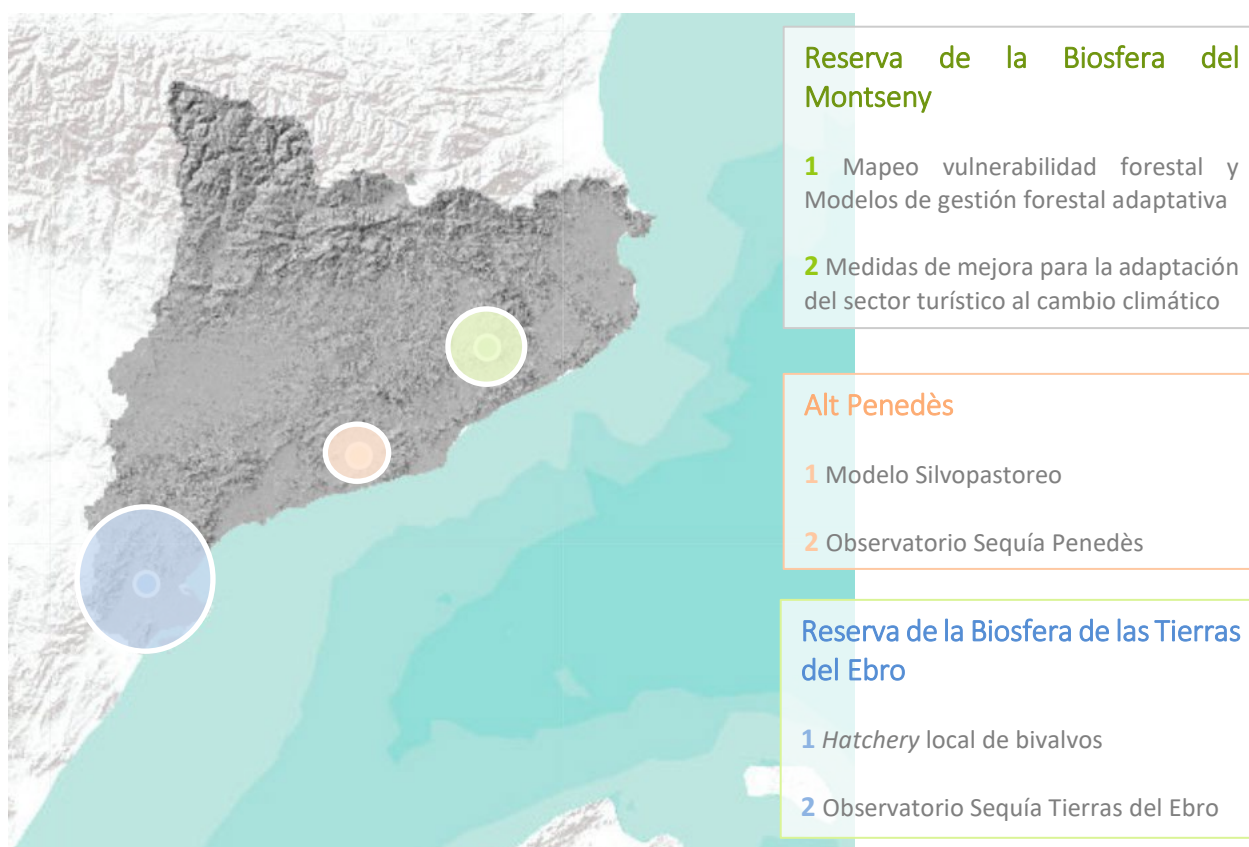 Reserva de la Biosfera del
Montseny
1 Mapeo vulnerabilidad forestal y
Modelos de gestión forestal adaptativa
2 Medidas de mejora para la adaptación
del sector turístico al cambio climático
Alt Penedès
1 Modelo Silvopastoreo
2 Observatorio Sequía Penedès
Reserva de la Biosfera de las Tierras
del Ebro
1 Hatchery local de bivalvos
2 Observatorio Sequía Tierras del Ebro